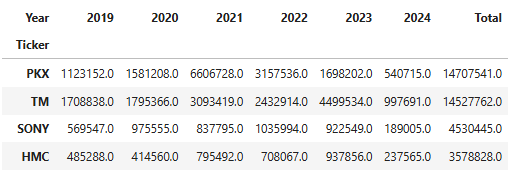 Year 2019 2020 2021 2022 2023 2024 Total
Ticker
PKX 1123152.0 1581208.0 6606728.0 3157536.0 1698202.0 540715.0 14707541.0
TM 1708838.0 1795366.0 3093419.0 2432914.0 4499534.0 997691.0 14527762.0
SONY 569547.0 975555.0 837795.0 1035994.0 922549.0 189005.0 4530445.0
HMC 485288.0 414560.0 795492.0 708067.0 937856.0 237565.0 3578828.0